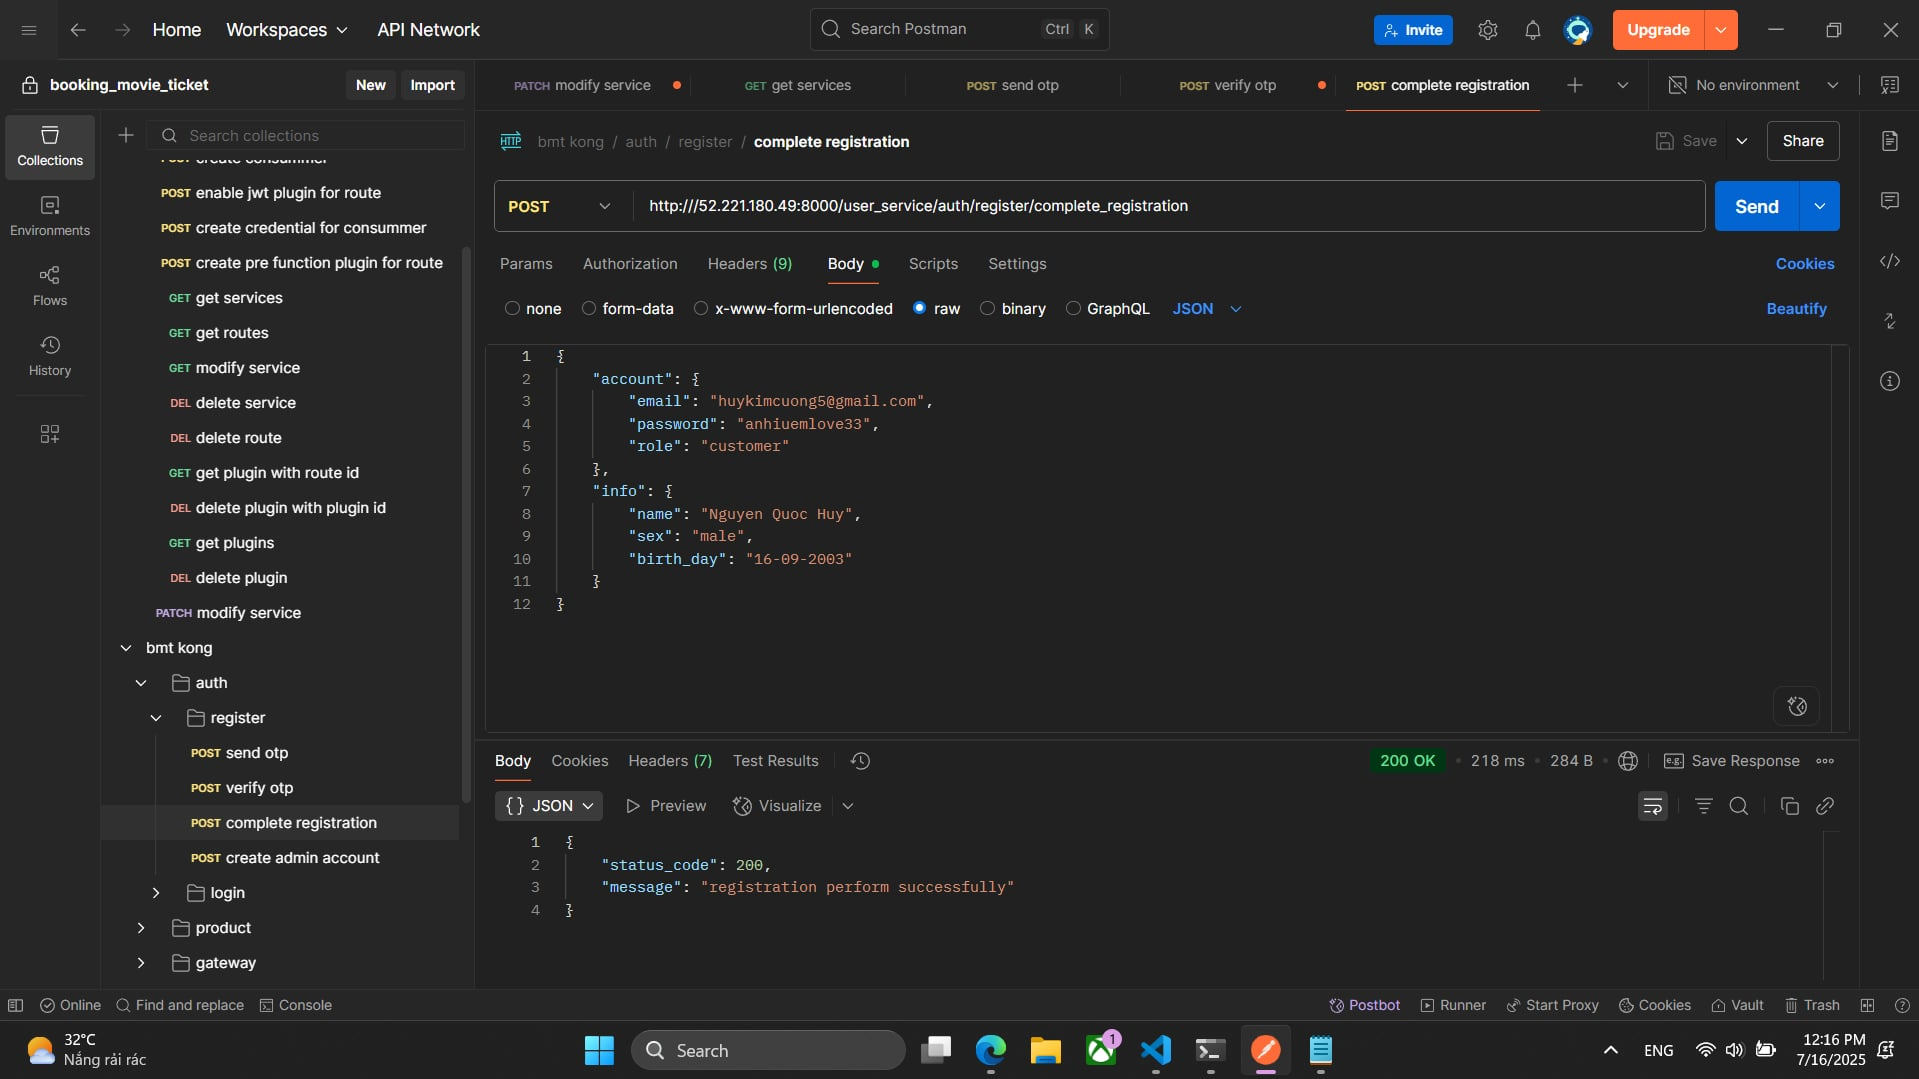 Home
Workspaces
API Network
Search Postman
Ctrl
K
Invite
Upgrade
booking_movie_ticket
New
Import
PATCH modify service
GET get services
POST send otp
POST verify otp
POST complete registration
No environment
Collections
Environments
Flows
History
Search collections
POST create consummer
POST enable jwt plugin for route
POST create credential for consummer
POST create pre function plugin for route
GET get services
GET get routes
GET modify service
DEL delete service
DEL delete route
GET get plugin with route id
DEL delete plugin with plugin id
GET get plugins
DEL delete plugin
PATCH modify service
bmt kong
auth
register
POST send otp
POST verify otp
POST complete registration
POST create admin account
login
product
gateway
HTTP bmt kong / auth / register / complete registration
Save
Share
POST
http:///52.221.180.49:8000/user_service/auth/register/complete_registration
Send
Params
Authorization
Headers (9)
Body
Scripts
Settings
Cookies
none
form-data
x-www-form-urlencoded
raw
binary
GraphQL
JSON
Beautify
1 {
2 "account": {
3 "email": "huykimcuong5@gmail.com",
4 "password": "anhiuemlove33",
5 "role": "customer"
6 },
7 "info": {
8 "name": "Nguyen Quoc Huy",
9 "sex": "male",
10 "birth_day": "16-09-2003"
11 }
12 }
Body
Cookies
Headers (7)
Test Results
200 OK
218 ms
284 B
e.g. Save Response
{} JSON
Preview
Visualize
1 {
2 "status_code": 200,
3 "message": "registration perform successfully"
4 }
Online
Find and replace
Console
Postbot
Runner
Start Proxy
Cookies
Vault
Trash
32°C
Nắng rải rác
Search
1
ENG
12:16 PM
7/16/2025